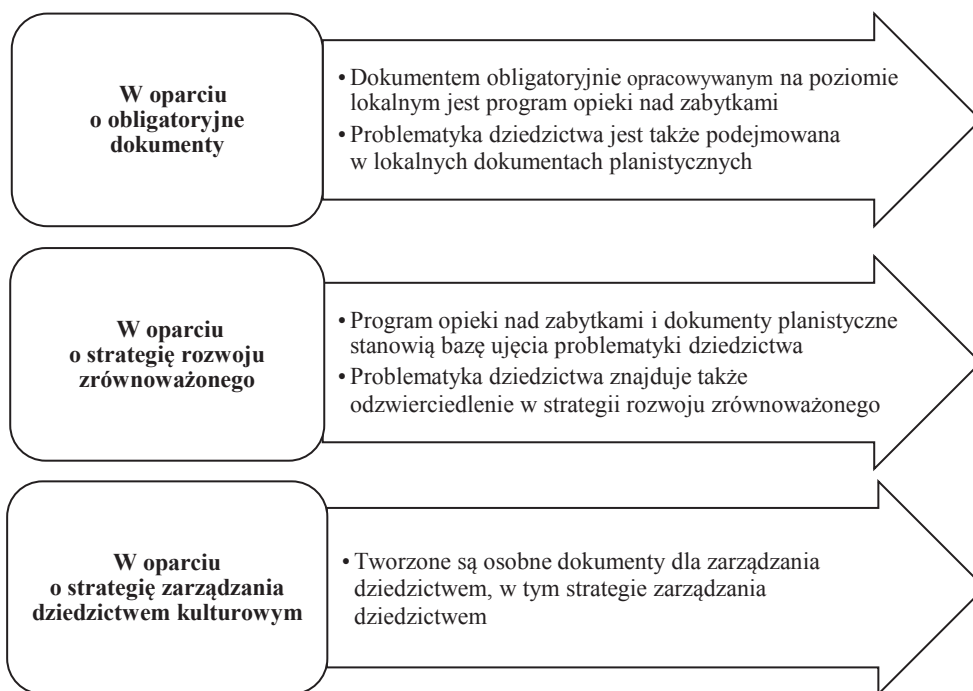 W oparciu
o obligatoryjne
dokumenty
• Dokumentem obligatoryjnie opracowywanym na poziomie
lokalnym jest program opieki nad zabytkami
• Problematyka dziedzictwa jest także podejmowana
w lokalnych dokumentach planistycznych
W oparciu
o strategię rozwoju
zrównoważonego
• Program opieki nad zabytkami i dokumenty planistyczne
stanowią bazę ujęcia problematyki dziedzictwa
• Problematyka dziedzictwa znajduje także
odzwierciedlenie w strategii rozwoju zrównoważonego
W oparciu
o strategię zarządzania
dziedzictwem kulturowym
• Tworzone są osobne dokumenty dla zarządzania
dziedzictwem, w tym strategie zarządzania
dziedzictwem